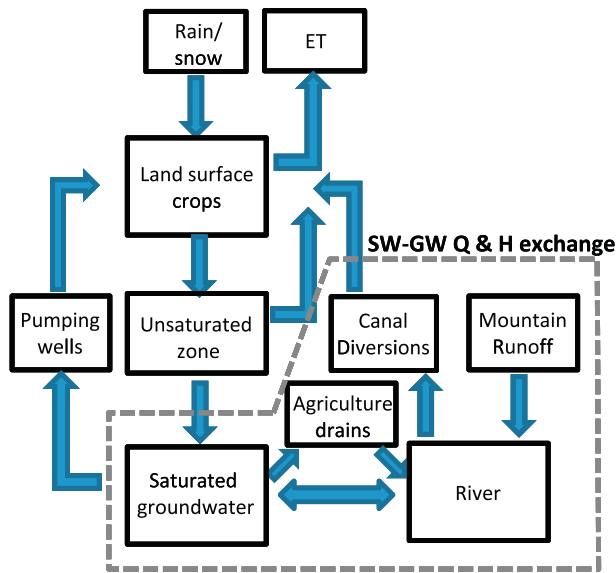 Rain/
snow
ET
Land surface
crops
SW-GW Q & H exchange
Pumping
wells
Unsaturated
zone
Canal
Diversions
Mountain
Runoff
Agriculture
drains
Saturated
groundwater
River